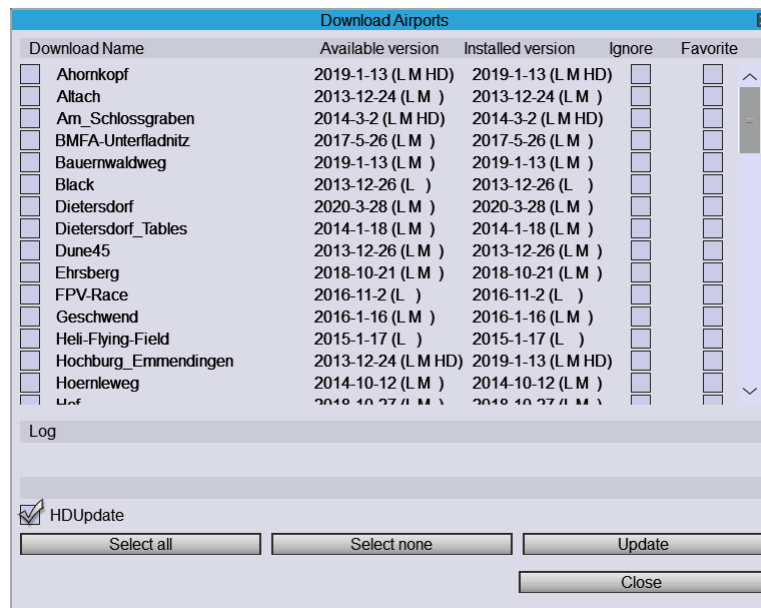 Download Airports
Download Name Available version Installed version Ignore Favorite
Ahornkopf 2019-1-13 (L M HD) 2019-1-13 (L M HD)
Altach 2013-12-24 (L M ) 2013-12-24 (L M )
Am_Schlossgraben 2014-3-2 (L M HD) 2014-3-2 (L M HD)
BMFA-Unterfladnitz 2017-5-26 (L M ) 2017-5-26 (L M )
Bauernwaldweg 2019-1-13 (L M ) 2019-1-13 (L M )
Black 2013-12-26 (L ) 2013-12-26 (L )
Dietersdorf 2020-3-28 (L M ) 2020-3-28 (L M )
Dietersdorf_Tables 2014-1-18 (L M ) 2014-1-18 (L M )
Dune45 2013-12-26 (L M ) 2013-12-26 (L M )
Ehrsberg 2018-10-21 (L M ) 2018-10-21 (L M )
FPV-Race 2016-11-2 (L ) 2016-11-2 (L )
Geschwend 2016-1-16 (L M ) 2016-1-16 (L M )
Heli-Flying-Field 2015-1-17 (L ) 2015-1-17 (L )
Hochburg_Emmendingen 2013-12-24 (L M HD) 2019-1-13 (L M HD)
Hoernleweg 2014-10-12 (L M ) 2014-10-12 (L M )
2018-10-27 (L M ) 2018-10-27 (L M )
Log
HDUpdate
Select all Select none Update
Close